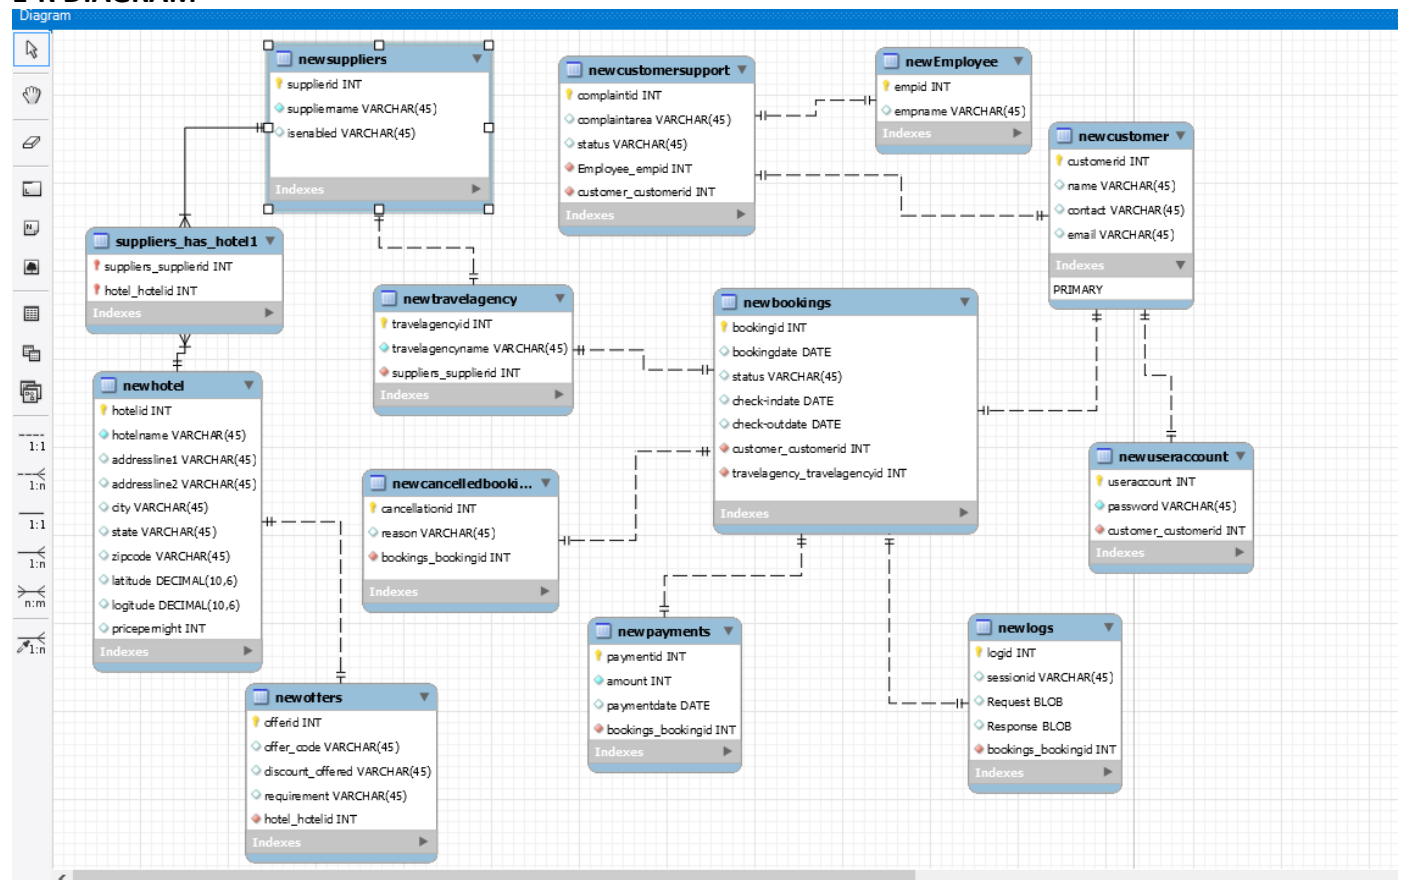 E-R DIAGRAM
Diagram
newsuppliers
supplierid INT
suppliername VARCHAR(45)
isenabled VARCHAR(45)
Indexes
newcustomersupport
complaintid INT
complaintarea VARCHAR(45)
status VARCHAR(45)
Employee_empid INT
customer_customerid INT
Indexes
newEmployee
empid INT
empname VARCHAR(45)
Indexes
newcustomer
customerid INT
name VARCHAR(45)
contact VARCHAR(45)
email VARCHAR(45)
Indexes
PRIMARY
suppliers_has_hotel1
suppliers_supplierid INT
hotel_hotelid INT
Indexes
newtravelagency
travelagencyid INT
travelagencyname VARCHAR(45)
suppliers_supplierid INT
Indexes
newbookings
bookingid INT
bookingdate DATE
status VARCHAR(45)
check-indate DATE
check-outdate DATE
customer_customerid INT
travelagency_travelagencyid INT
Indexes
newhotel
hotelid INT
hotelname VARCHAR(45)
addressline1 VARCHAR(45)
addressline2 VARCHAR(45)
city VARCHAR(45)
state VARCHAR(45)
zipcode VARCHAR(45)
latitude DECIMAL(10,6)
logitude DECIMAL(10,6)
pricepernight INT
Indexes
newcancelledbooki...
cancellationid INT
reason VARCHAR(45)
bookings_bookingid INT
Indexes
newuseraccount
useraccount INT
password VARCHAR(45)
customer_customerid INT
Indexes
newpayments
paymentid INT
amount INT
paymentdate DATE
bookings_bookingid INT
Indexes
newlogs
logid INT
sessionid VARCHAR(45)
Request BLOB
Response BLOB
bookings_bookingid INT
Indexes
newoffers
offerid INT
offer_code VARCHAR(45)
discount_offered VARCHAR(45)
requirement VARCHAR(45)
hotel_hotelid INT
Indexes
1:1
1:n
1:1
1:n
n:m
1:n